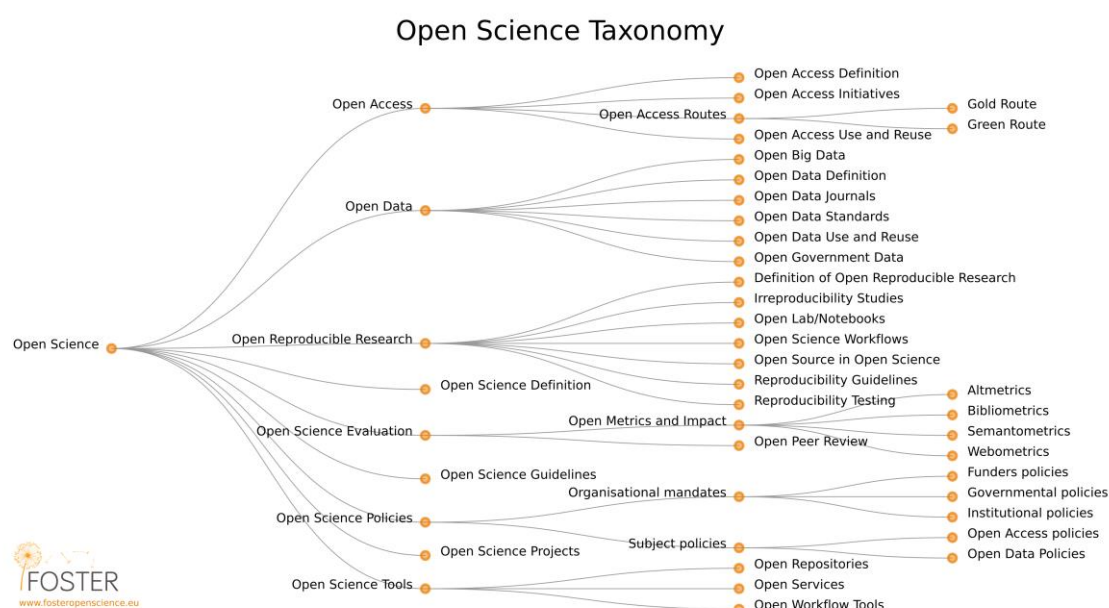 Open Science Taxonomy
Open Science
Open Access
Open Access Definition
Open Access Initiatives
Open Access Routes
Gold Route
Green Route
Open Access Use and Reuse
Open Data
Open Big Data
Open Data Definition
Open Data Journals
Open Data Standards
Open Data Use and Reuse
Open Government Data
Open Reproducible Research
Definition of Open Reproducible Research
Irreproducibility Studies
Open Lab/Notebooks
Open Science Workflows
Open Source in Open Science
Reproducibility Guidelines
Reproducibility Testing
Open Science Definition
Open Science Evaluation
Open Metrics and Impact
Altmetrics
Bibliometrics
Semantometrics
Webometrics
Open Peer Review
Open Science Guidelines
Open Science Policies
Organisational mandates
Funders policies
Governmental policies
Institutional policies
Subject policies
Open Access policies
Open Data Policies
Open Science Projects
Open Science Tools
Open Repositories
Open Services
Open Workflow Tools
FOSTER
www.fosteropenscience.eu